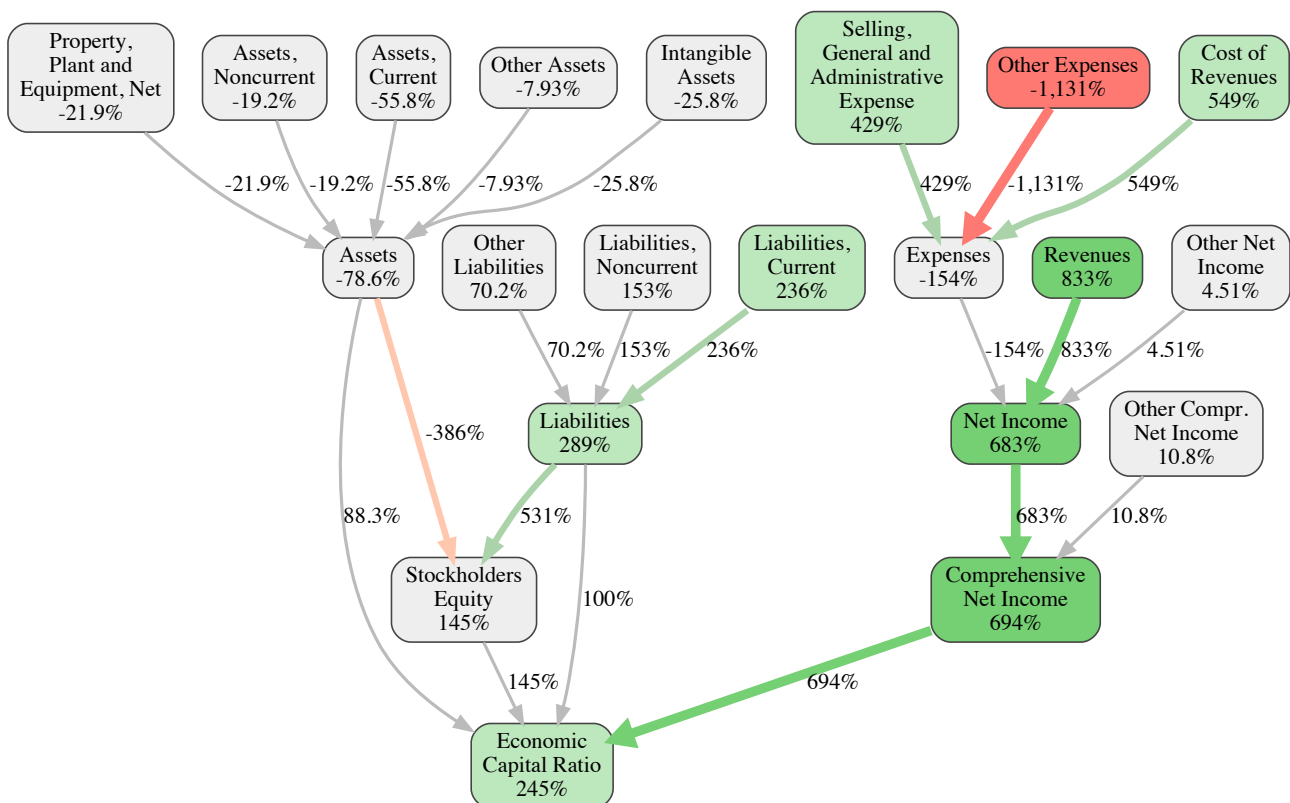 Property,
Plant and
Equipment, Net
-21.9%
Assets,
Noncurrent
-19.2%
Assets,
Current
-55.8%
Other Assets
-7.93%
Intangible
Assets
-25.8%
Selling,
General and
Administrative
Expense
429%
Other Expenses
-1,131%
Cost of
Revenues
549%
-21.9%
-19.2%
-55.8%
-7.93%
-25.8%
429%
-1,131%
549%
Assets
-78.6%
Other
Liabilities
70.2%
Liabilities,
Noncurrent
153%
Liabilities,
Current
236%
Expenses
-154%
Revenues
833%
Other Net
Income
4.51%
70.2%
153%
236%
-154%
833%
4.51%
-386%
Liabilities
289%
Net Income
683%
Other Compr.
Net Income
10.8%
88.3%
531%
683%
10.8%
Stockholders
Equity
145%
100%
Comprehensive
Net Income
694%
145%
694%
Economic
Capital Ratio
245%